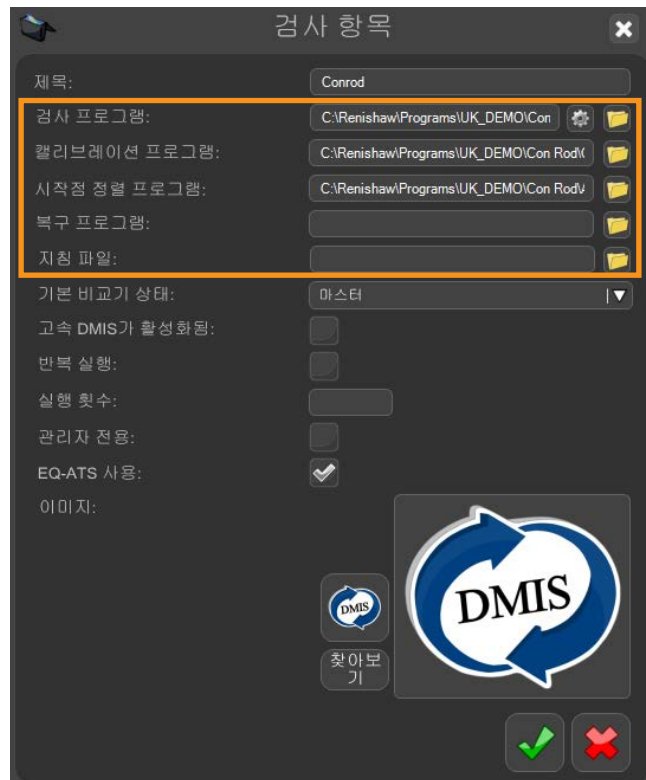 검사 항목
제목: Conrod
검사 프로그램: C:\Renishaw\Programs\UK_DEMO\Con
캘리브레이션 프로그램: C:\Renishaw\Programs\UK_DEMO\Con Rod\(
시작점 정렬 프로그램: C:\Renishaw\Programs\UK_DEMO\Con Rod\
복구 프로그램:
지침 파일:
기본 비교기 상태: 마스터
고속 DMIS가 활성화됨:
반복 실행:
실행 횟수:
관리자 전용:
EQ-ATS 사용:
이미지:
DMIS
DMIS
찾아보
기